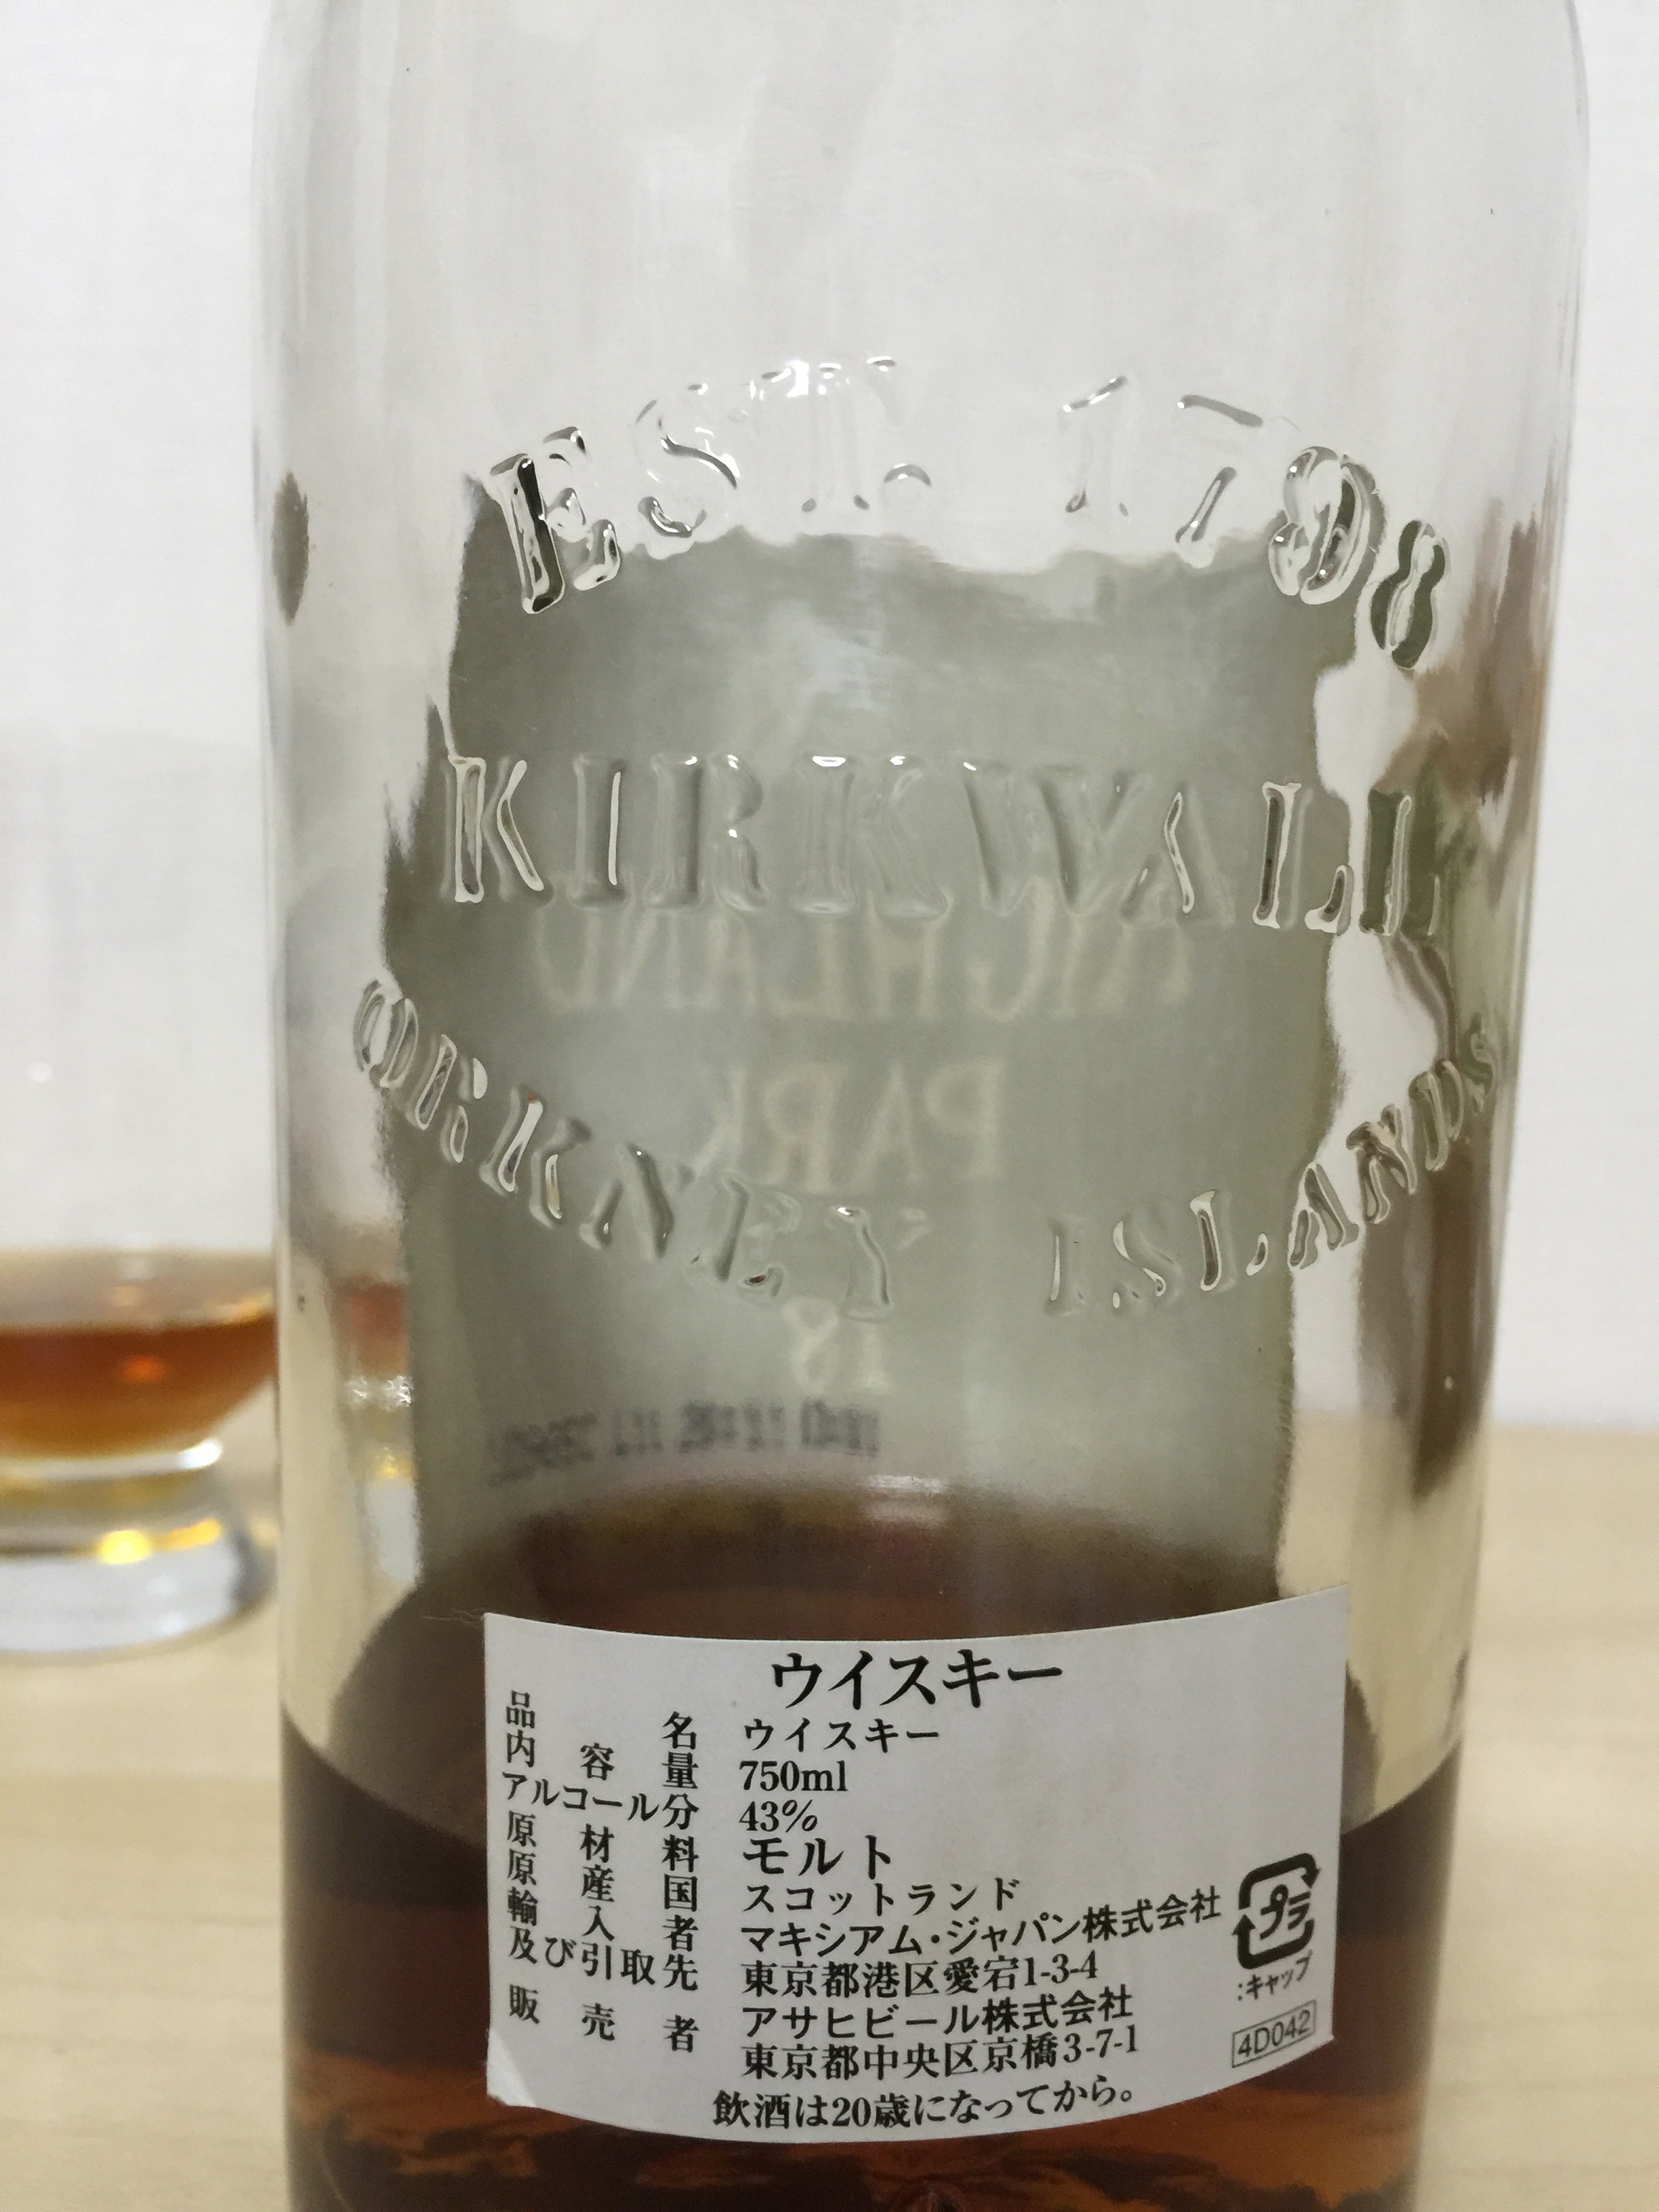 EST. 1798
KIRKWALL
ORKNEY ISLANDS
HIGHLAND
PARK
18
ウイスキー
品名 ウイスキー
内容量 750ml
アルコール分 43%
原材料 モルト
原産国 スコットランド
輸入者 マキシアム・ジャパン株式会社
及び引取先 東京都港区愛宕1-3-4
販売者 アサヒビール株式会社
東京都中央区京橋3-7-1
飲酒は20歳になってから。
プラ
:キャップ
4D042